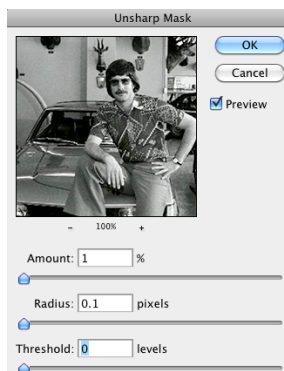 Unsharp Mask
OK
Cancel
Preview
- 100% +
Amount: 1 %
Radius: 0.1 pixels
Threshold: 0 levels